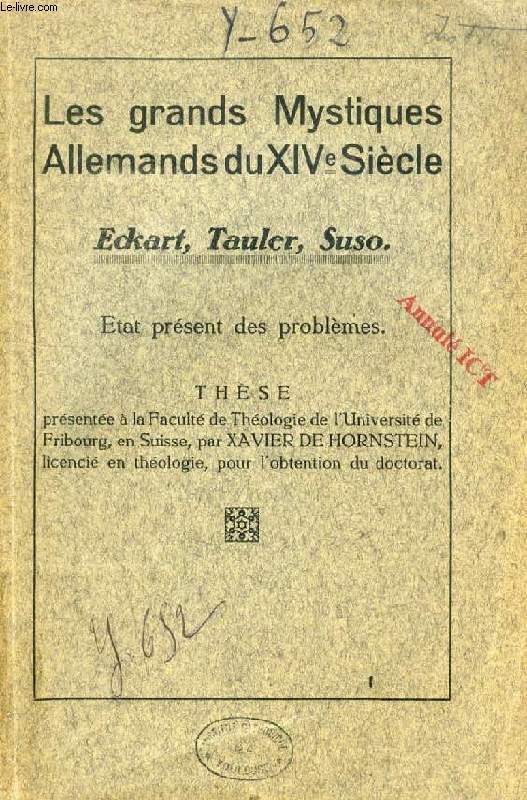 Le-livre.com
Y-652
Les grands Mystiques
Allemands du XIVe Siècle
Eckart, Tauler, Suso.
Etat présent des problèmes.
Annulé ICT
THÈSE
présentée à la Faculté de Théologie de l'Université de
Fribourg, en Suisse, par XAVIER DE HORNSTEIN,
licencié en théologie, pour l'obtention du doctorat.
Y.652